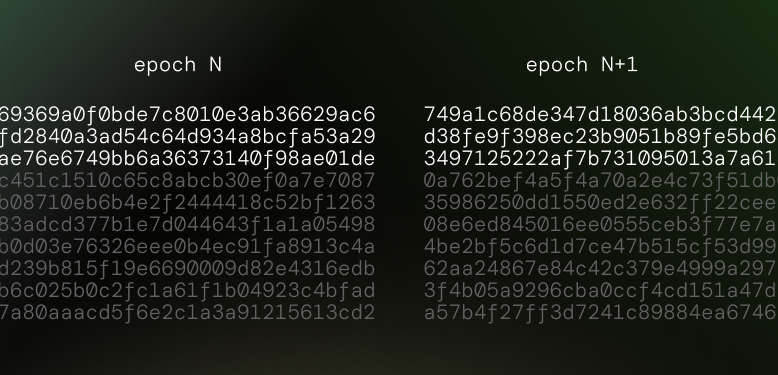 epoch N
69369a0f0bde7c8010e3ab36629ac6
fd2840a3ad54c64d934a8bcfa53a29
ae76e6749bb6a36373140f98ae01de
c451c1510c65c8abcb30ef0a7e7087
b08710eb6b4e2f2444418c52bf1263
83adcd377b1e7d044643f1a1a05498
b0d03e76326eee0b4ec91fa8913c4a
d239b815f19e6690009d82e4316edb
b6c025b0c2fc1a61f1b04923c4bfad
7a80aaacd5f6e2c1a3a91215613cd2
epoch N+1
749a1c68de347d18036ab3bcd442
d38fe9f398ec23b9051b89fe5bd6
3497125222af7b731095013a7a61
0a762bef4a5f4a70a2e4c73f51db
35986250dd1550ed2e632ff22cee
08e6ed845016ee0555ceb3f77e7a
4be2bf5c6d1d7ce47b515cf53d99
62aa24867e84c42c379e4999a297
3f4b05a9296cba0ccf4cd151a47d
a57b4f27ff3d7241c89884ea6746